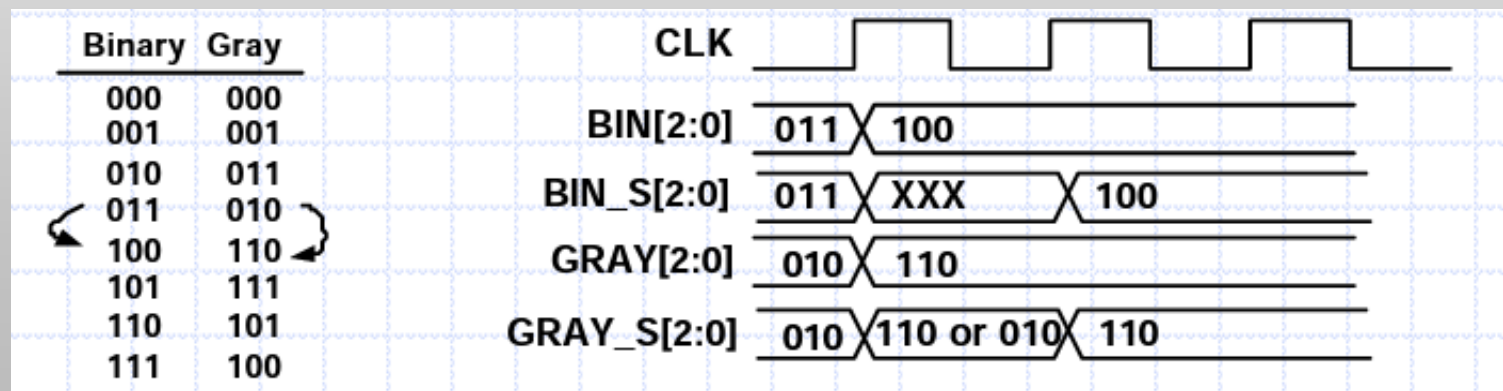 Binary Gray
000 000
001 001
010 011
011 010
100 110
101 111
110 101
111 100
CLK
BIN[2:0] 011 100
BIN_S[2:0] 011 XXX 100
GRAY[2:0] 010 110
GRAY_S[2:0] 010 110 or 010 110